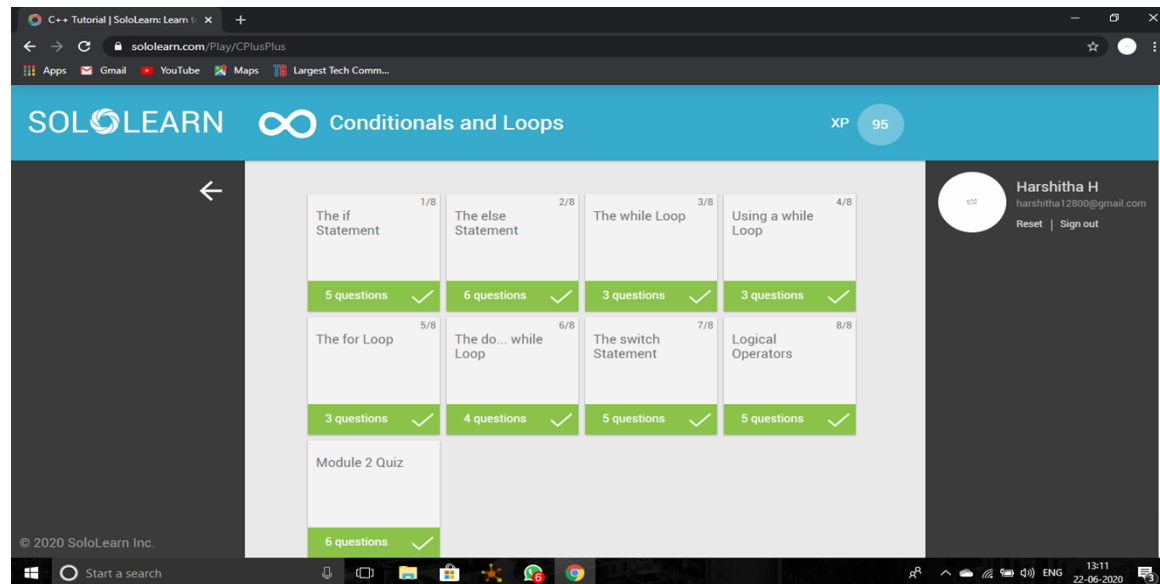 C++ Tutorial | SoloLearn: Learn t
sololearn.com/Play/CPlusPlus
Apps Gmail YouTube Maps TG Largest Tech Comm...
SOLOLEARN Conditionals and Loops XP 95
Harshitha H
harshitha12800@gmail.com
Reset | Sign out
1/8 2/8 3/8 4/8
The if Statement
The else Statement
The while Loop
Using a while Loop
5 questions 6 questions 3 questions 3 questions
5/8 6/8 7/8 8/8
The for Loop
The do... while Loop
The switch Statement
Logical Operators
3 questions 4 questions 5 questions 5 questions
Module 2 Quiz
6 questions
© 2020 SoloLearn Inc.
Start a search
6
ENG
13:11
22-06-2020
3